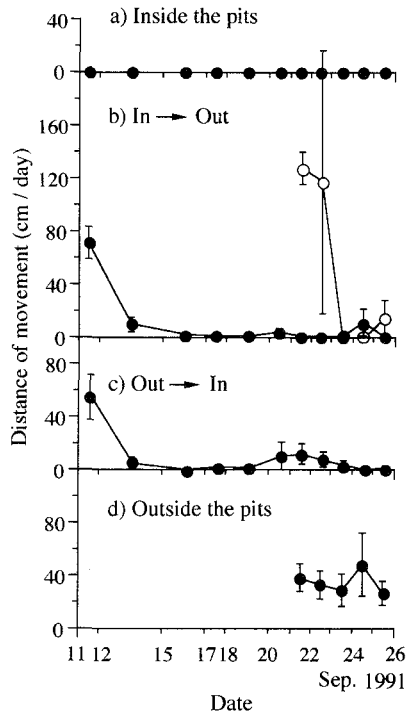 a) Inside the pits
40
0
b) In → Out
160
120
80
40
0
c) Out → In
80
40
0
d) Outside the pits
80
40
0
Distance of movement (cm / day)
11 12 15 17 18 20 22 24 26
Sep. 1991
Date